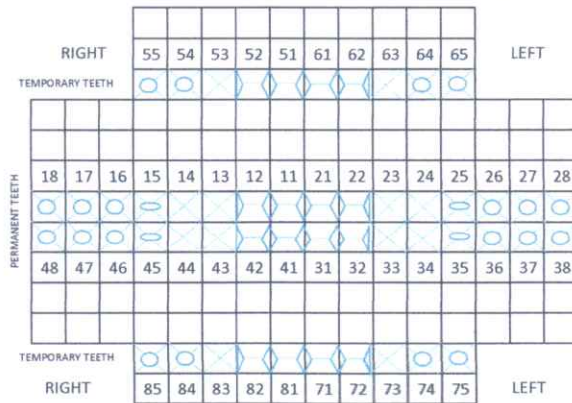 RIGHT 55 54 53 52 51 61 62 63 64 65 LEFT
TEMPORARY TEETH
PERMANENT TEETH
18 17 16 15 14 13 12 11 21 22 23 24 25 26 27 28
48 47 46 45 44 43 42 41 31 32 33 34 35 36 37 38
TEMPORARY TEETH
RIGHT 85 84 83 82 81 71 72 73 74 75 LEFT